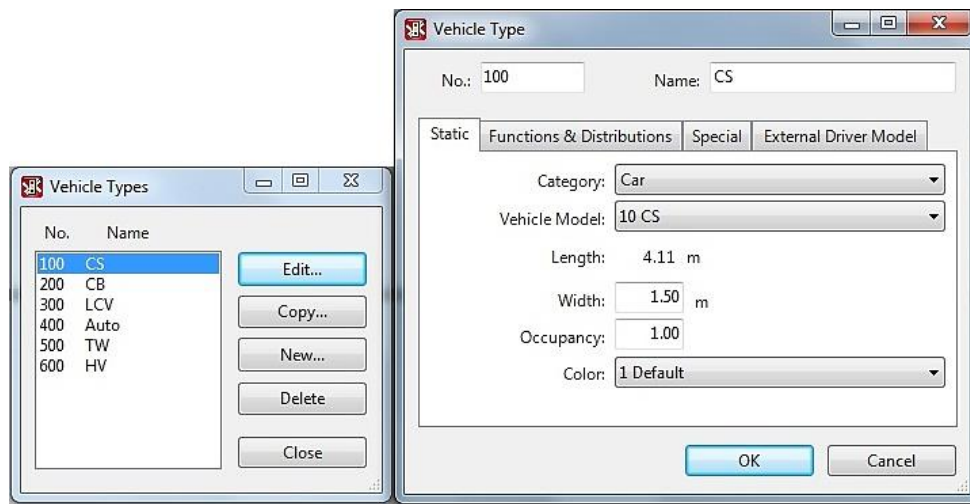 Vehicle Types
No. Name
100 CS
200 CB
300 LCV
400 Auto
500 TW
600 HV
Edit...
Copy...
New...
Delete
Close
Vehicle Type
No.: 100 Name: CS
Static Functions & Distributions Special External Driver Model
Category: Car
Vehicle Model: 10 CS
Length: 4.11 m
Width: 1.50 m
Occupancy: 1.00
Color: 1 Default
OK Cancel